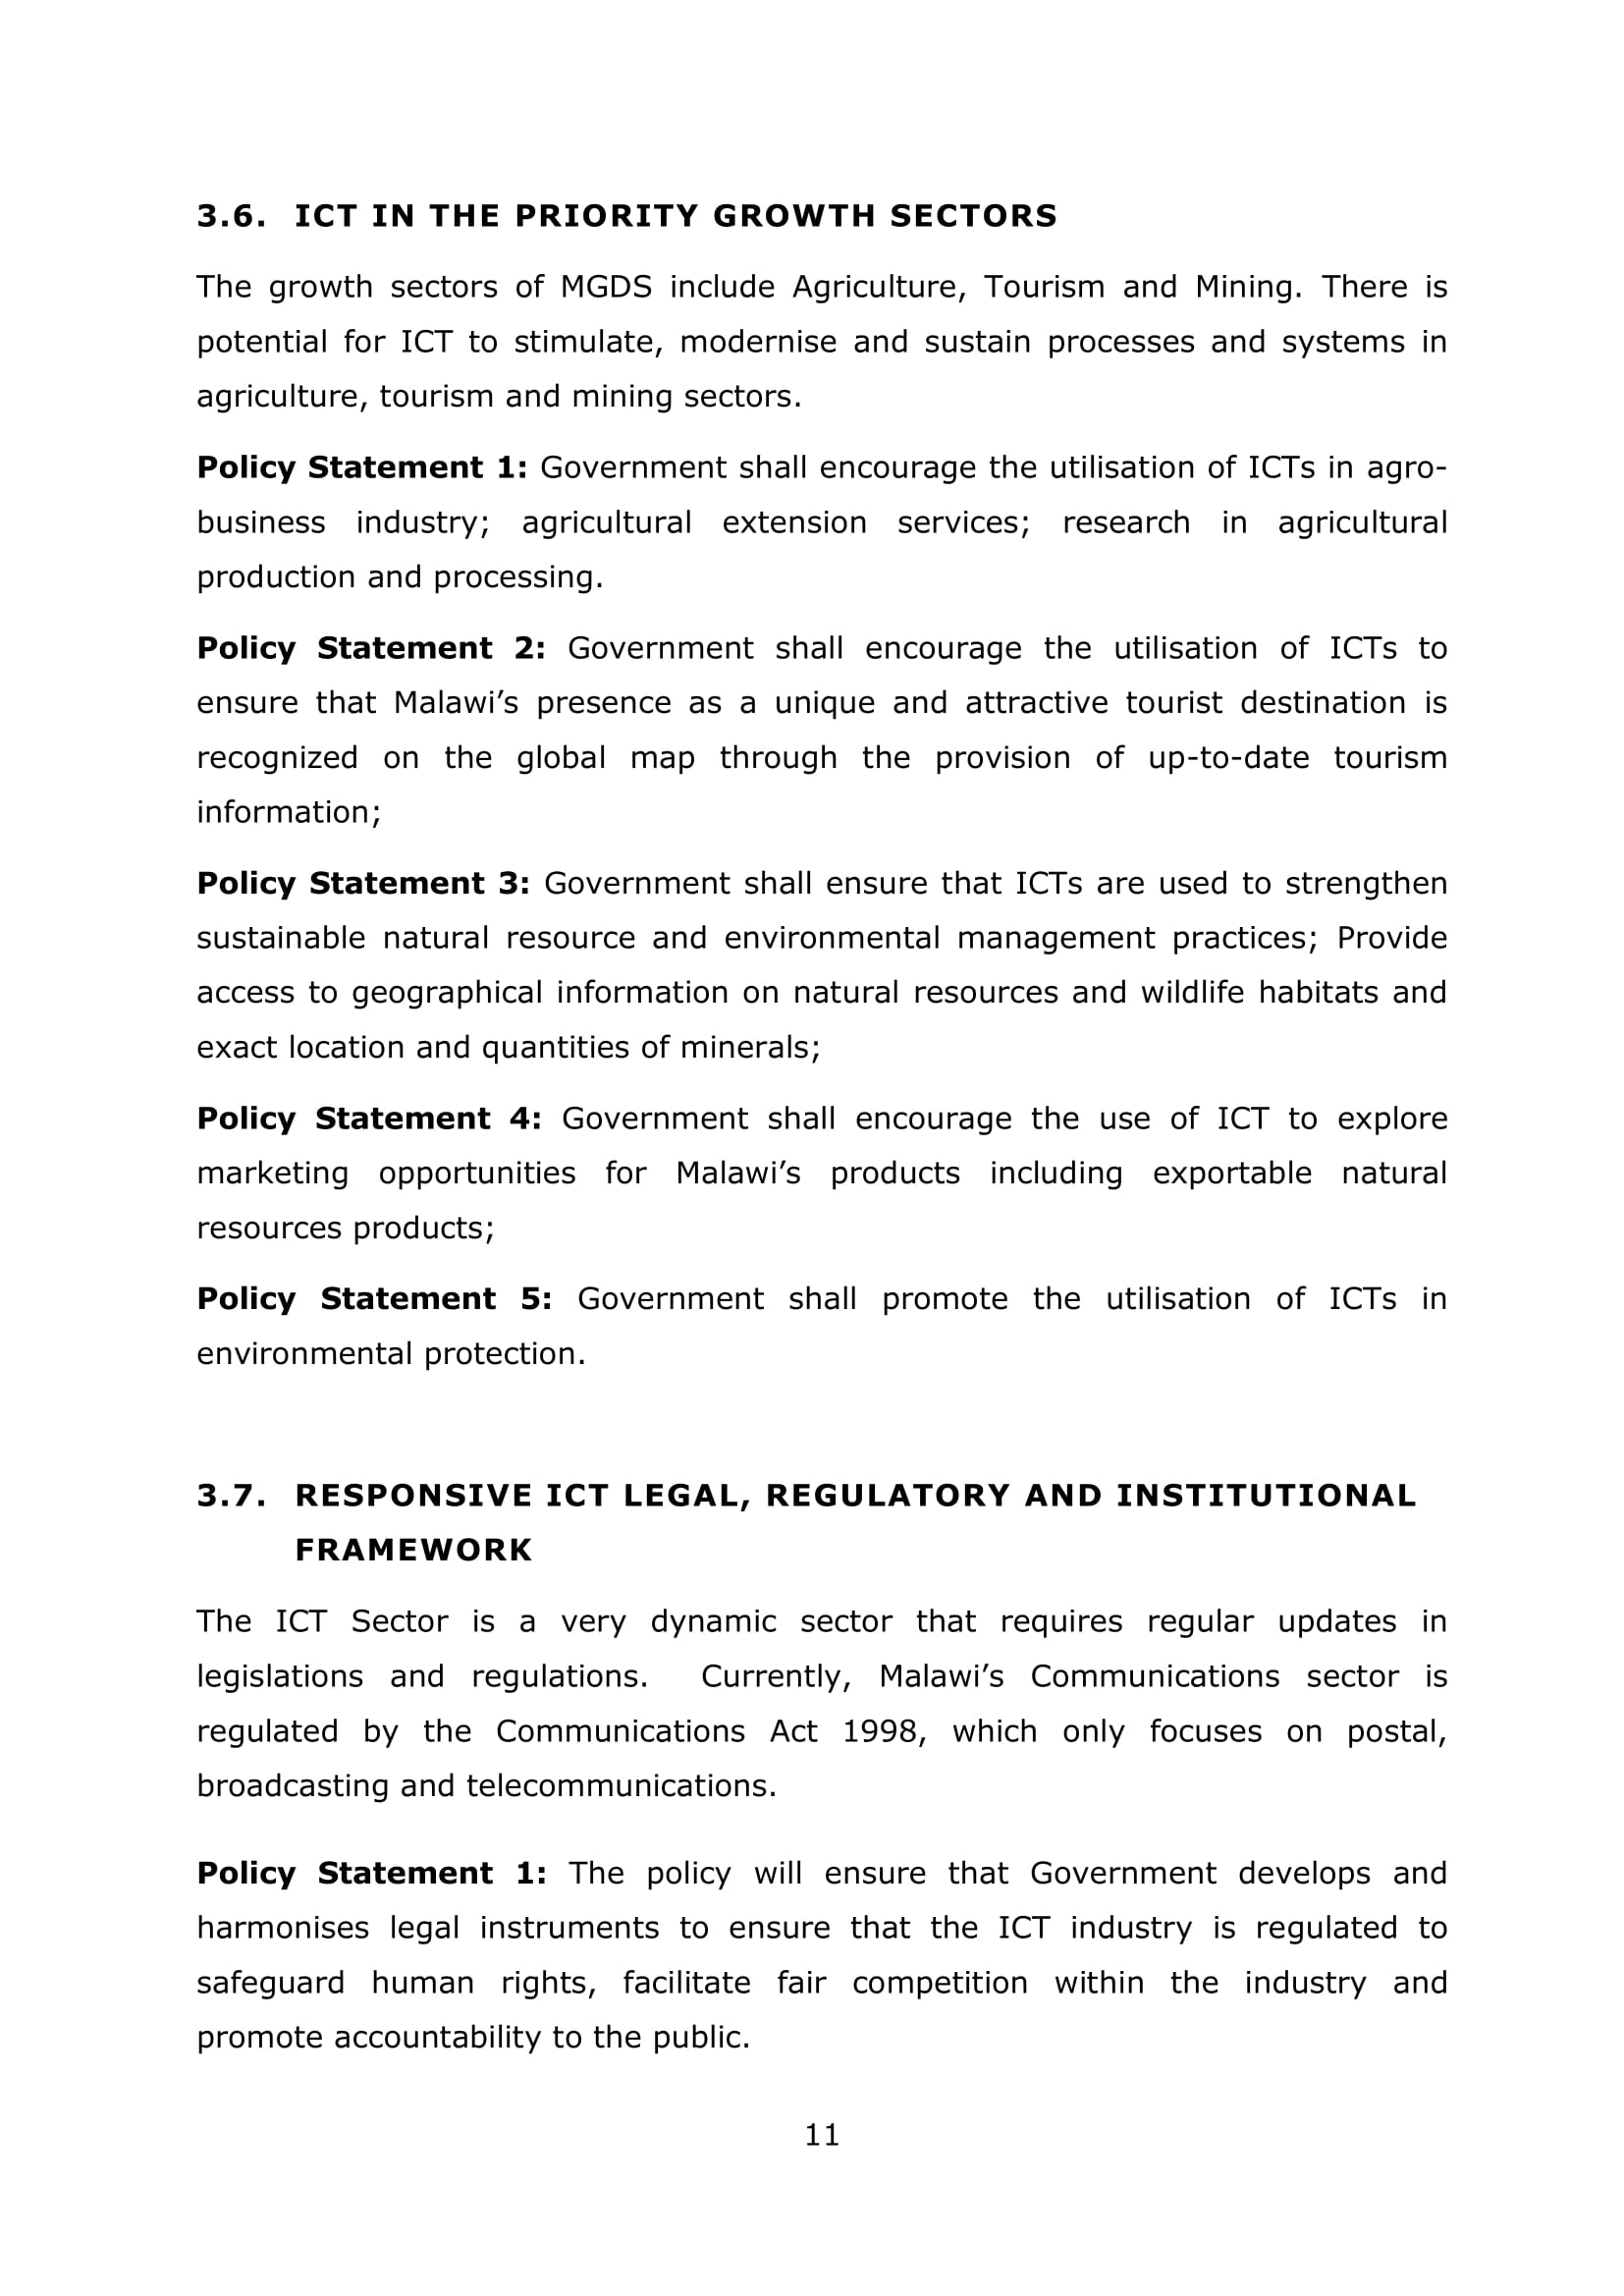 3.6. ICT IN THE PRIORITY GROWTH SECTORS
The growth sectors of MGDS include Agriculture, Tourism and Mining. There is
potential for ICT to stimulate, modernise and sustain processes and systems in
agriculture, tourism and mining sectors.
Policy Statement 1: Government shall encourage the utilisation of ICTs in agro-
business industry; agricultural extension services; research in agricultural
production and processing.
Policy Statement 2: Government shall encourage the utilisation of ICTs to
ensure that Malawi’s presence as a unique and attractive tourist destination is
recognized on the global map through the provision of up-to-date tourism
information;
Policy Statement 3: Government shall ensure that ICTs are used to strengthen
sustainable natural resource and environmental management practices; Provide
access to geographical information on natural resources and wildlife habitats and
exact location and quantities of minerals;
Policy Statement 4: Government shall encourage the use of ICT to explore
marketing opportunities for Malawi’s products including exportable natural
resources products;
Policy Statement 5: Government shall promote the utilisation of ICTs in
environmental protection.
3.7. RESPONSIVE ICT LEGAL, REGULATORY AND INSTITUTIONAL
FRAMEWORK
The ICT Sector is a very dynamic sector that requires regular updates in
legislations and regulations. Currently, Malawi’s Communications sector is
regulated by the Communications Act 1998, which only focuses on postal,
broadcasting and telecommunications.
Policy Statement 1: The policy will ensure that Government develops and
harmonises legal instruments to ensure that the ICT industry is regulated to
safeguard human rights, facilitate fair competition within the industry and
promote accountability to the public.
11